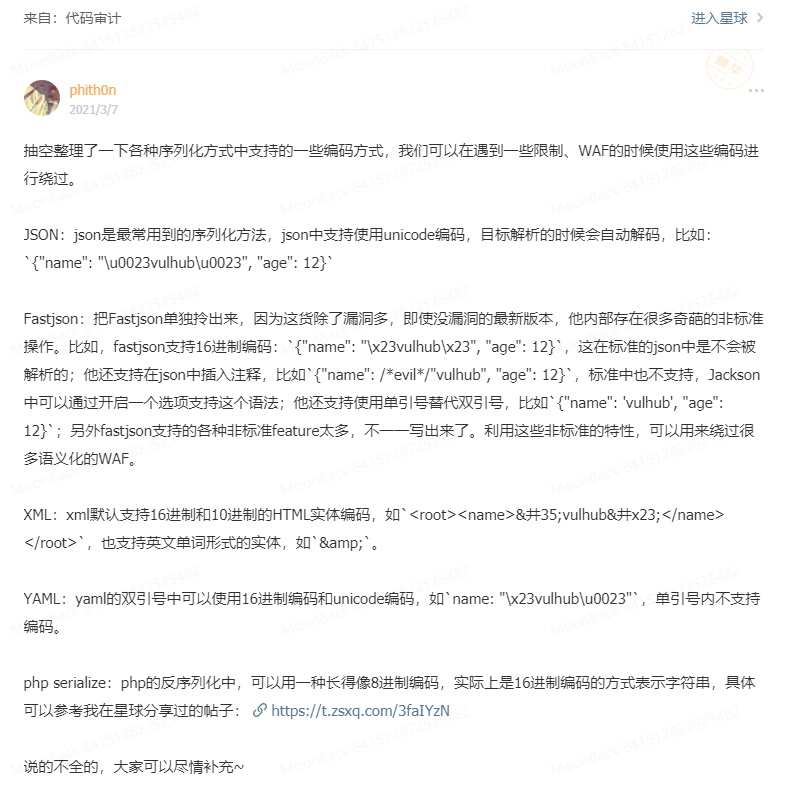 来自：代码审计
进入星球
精华
phith0n
2021/3/7
抽空整理了一下各种序列化方式中支持的一些编码方式，我们可以在遇到一些限制、WAF的时候使用这些编码进
行绕过。
JSON：json是最常用到的序列化方法，json中支持使用unicode编码，目标解析的时候会自动解码，比如：
`{"name": "\u0023vulhub\u0023", "age": 12}`
Fastjson：把Fastjson单独拎出来，因为这货除了漏洞多，即使没漏洞的最新版本，他内部存在很多奇葩的非标准
操作。比如，fastjson支持16进制编码：`{"name": "\x23vulhub\x23", "age": 12}`，这在标准的json中是不会被
解析的；他还支持在json中插入注释，比如`{"name": /*evil*/"vulhub", "age": 12}`，标准中也不支持，Jackson
中可以通过开启一个选项支持这个语法；他还支持使用单引号替代双引号，比如`{"name": 'vulhub', "age":
12}`；另外fastjson支持的各种非标准feature太多，不一一写出来了。利用这些非标准的特性，可以用来绕过很
多语义化的WAF。
XML：xml默认支持16进制和10进制的HTML实体编码，如`<root><name>&井35;vulhub&井x23;</name>
</root>`，也支持英文单词形式的实体，如`&amp;`。
YAML：yaml的双引号中可以使用16进制编码和unicode编码，如`name: "\x23vulhub\u0023"`，单引号内不支持
编码。
php serialize：php的反序列化中，可以用一种长得像8进制编码，实际上是16进制编码的方式表示字符串，具体
可以参考我在星球分享过的帖子： https://t.zsxq.com/3faIYzN
说的不全的，大家可以尽情补充~
MoonBack 841512822525482